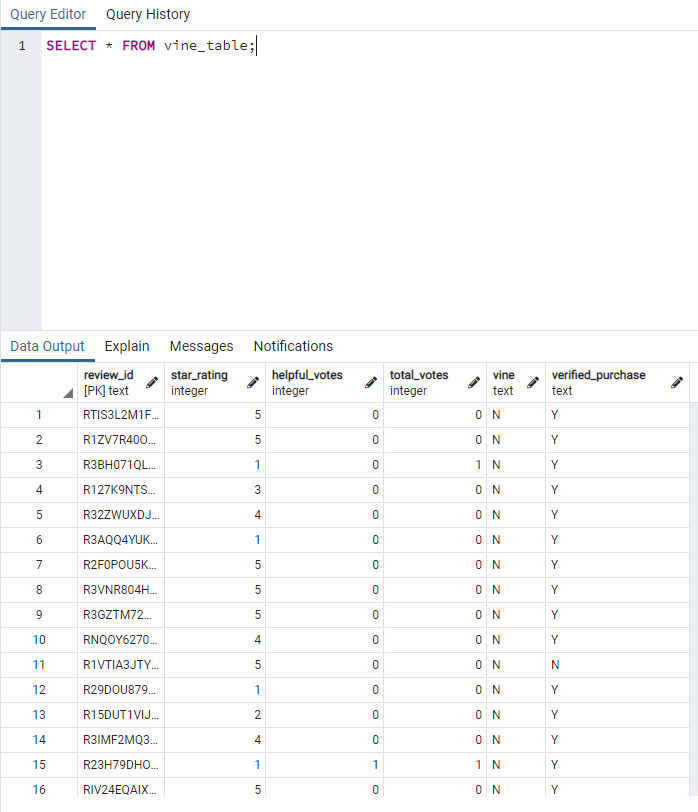 Query Editor Query History
1 SELECT * FROM vine_table;
Data Output Explain Messages Notifications
review_id star_rating helpful_votes total_votes vine verified_purchase
[PK] text integer integer integer text text
1 RTIS3L2M1F... 5 0 0 N Y
2 R1ZV7R40O... 5 0 0 N Y
3 R3BH071QL... 1 0 1 N Y
4 R127K9NTS... 3 0 0 N Y
5 R32ZWUXDJ... 4 0 0 N Y
6 R3AQQ4YUK... 1 0 0 N Y
7 R2F0POU5K... 5 0 0 N Y
8 R3VNR804H... 5 0 0 N Y
9 R3GZTM72... 5 0 0 N Y
10 RNQOY6270... 4 0 0 N Y
11 R1VTIA3JTY... 5 0 0 N N
12 R29DOU879... 1 0 0 N Y
13 R15DUT1VIJ... 2 0 0 N Y
14 R3IMF2MQ3... 4 0 0 N Y
15 R23H79DHO... 1 1 1 N Y
16 RIV24EQAIX... 5 0 0 N Y